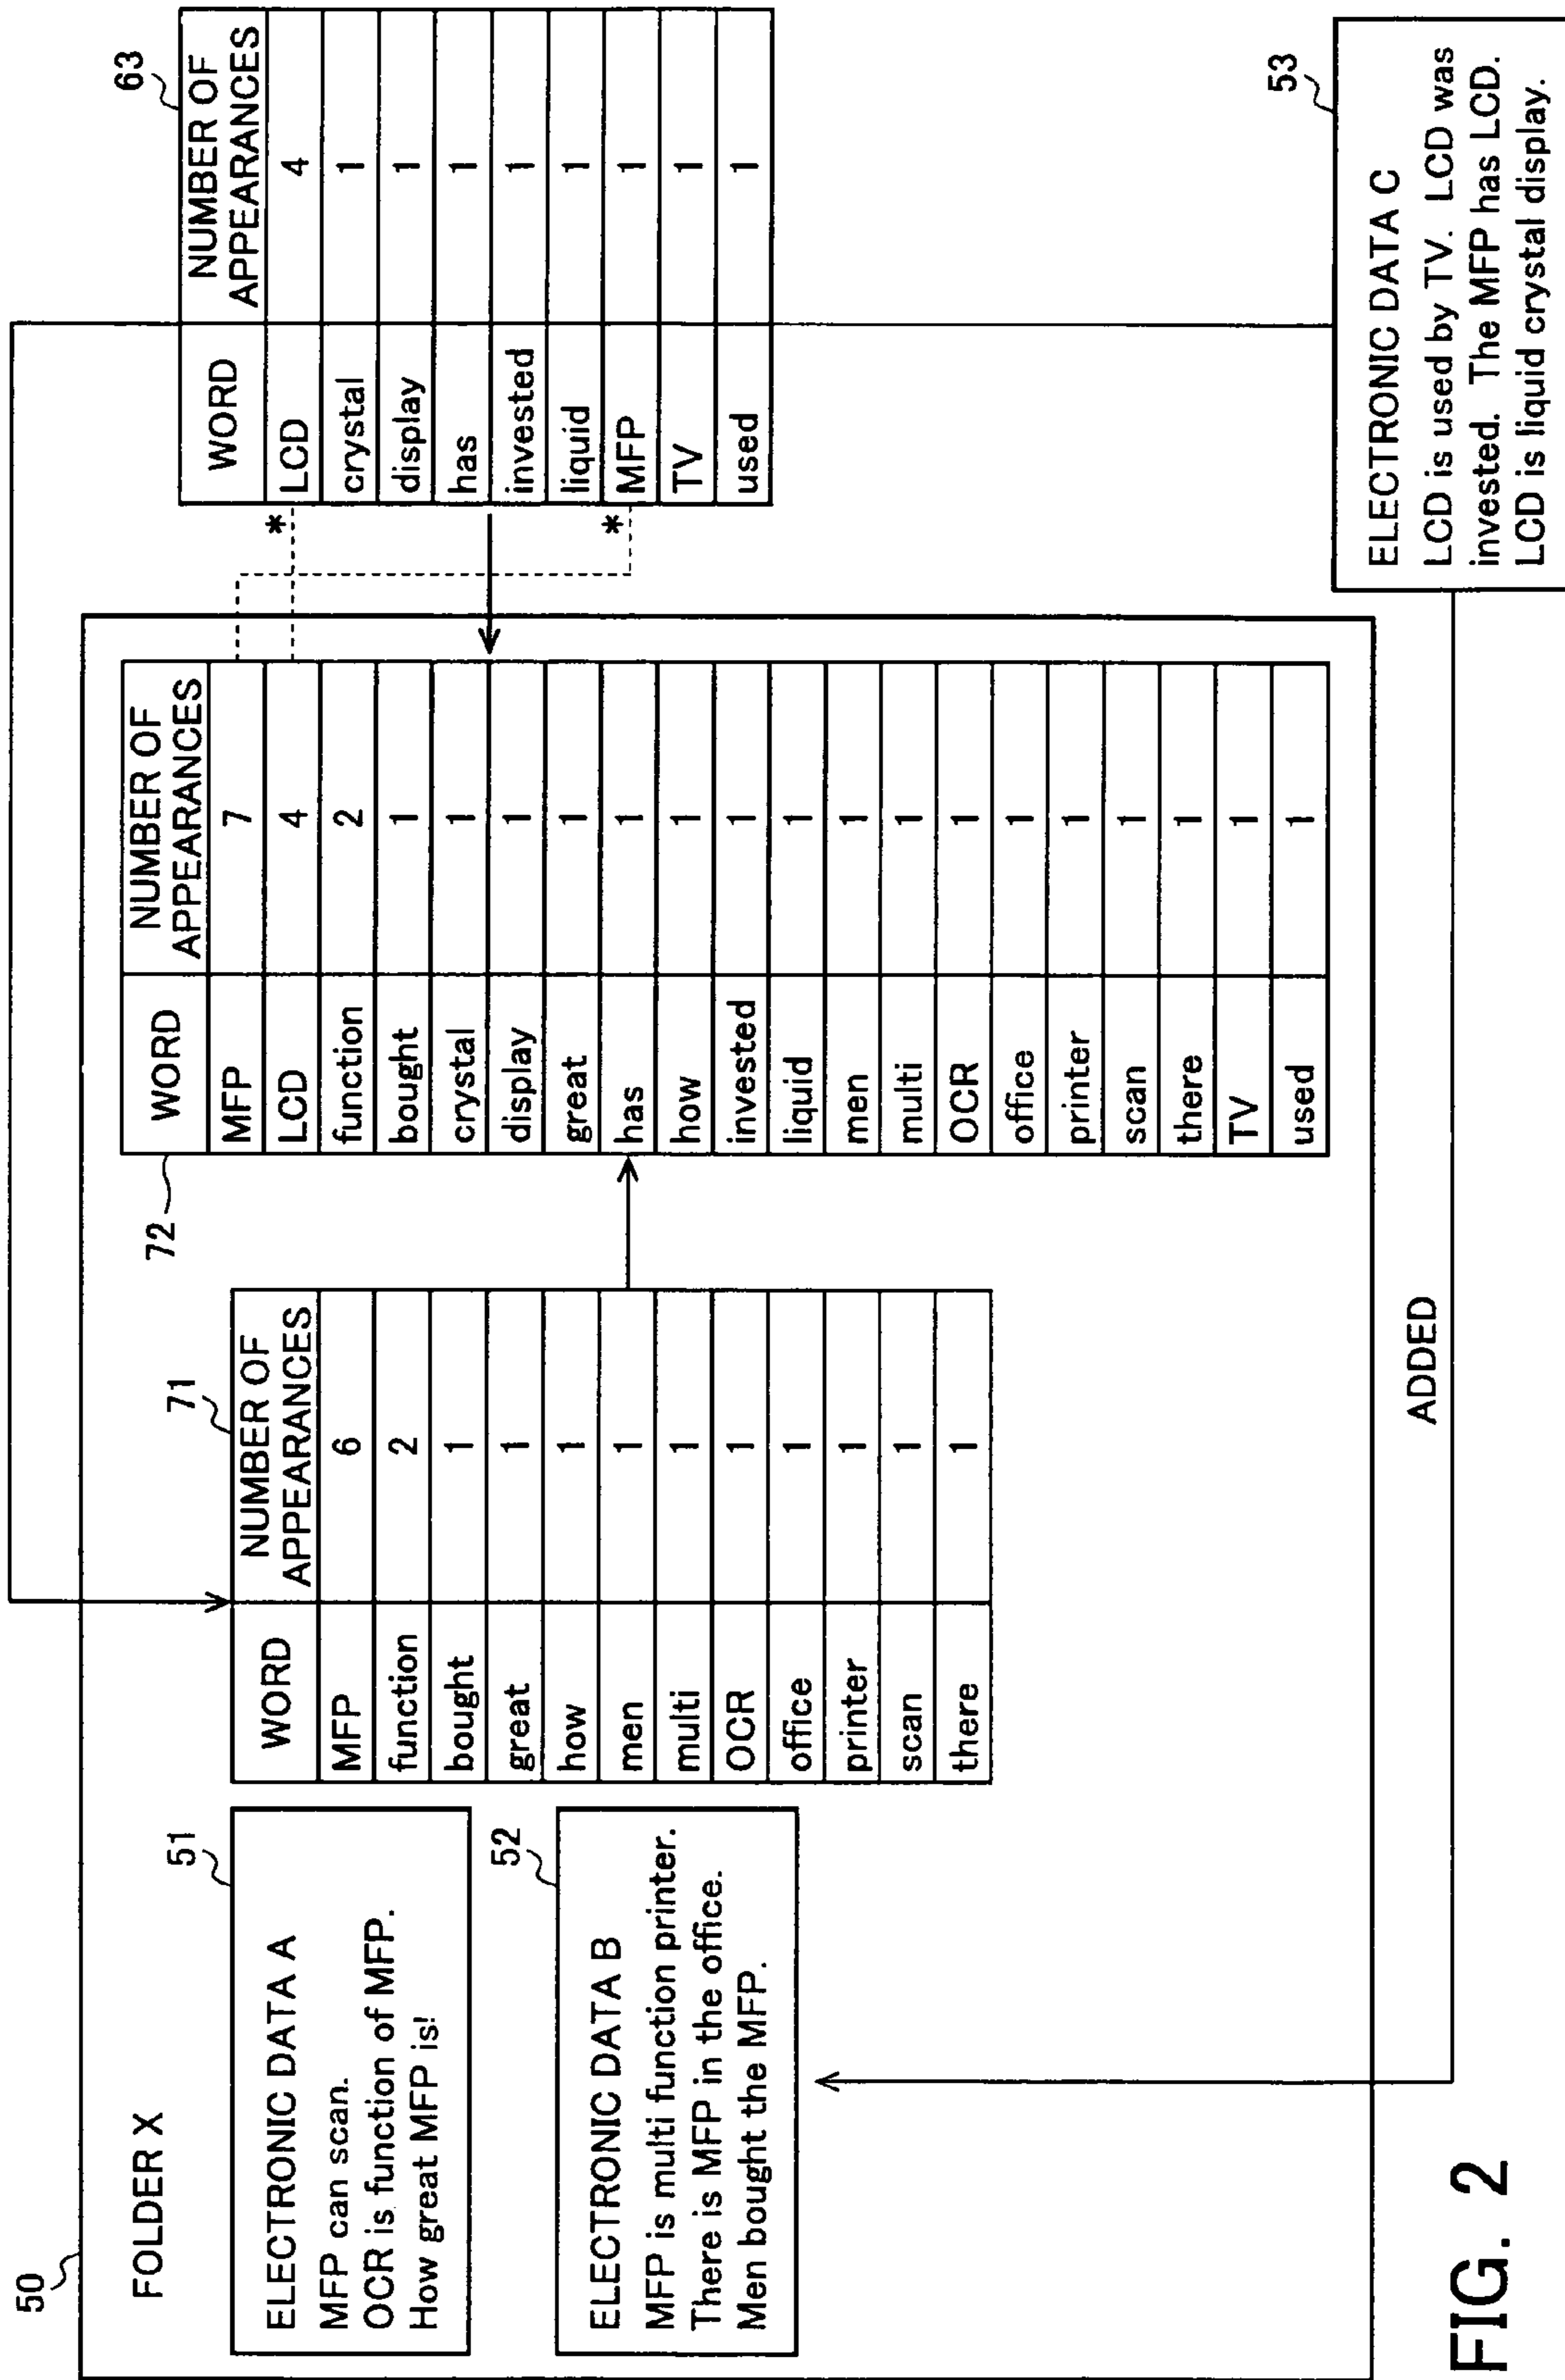 50
FOLDER X
51
ELECTRONIC DATA A
MFP can scan.
OCR is function of MFP.
How great MFP is!
52
ELECTRONIC DATA B
MFP is multi function printer.
There is MFP in the office.
Men bought the MFP.
71
WORD NUMBER OF APPEARANCES
MFP 6
function 2
bought 1
great 1
how 1
men 1
multi 1
OCR 1
office 1
printer 1
scan 1
there 1
72
WORD NUMBER OF APPEARANCES
MFP 7
LCD 4
function 2
bought 1
crystal 1
display 1
great 1
has 1
how 1
invested 1
liquid 1
men 1
multi 1
OCR 1
office 1
printer 1
scan 1
there 1
TV 1
used 1
63
WORD NUMBER OF APPEARANCES
* LCD 4
crystal 1
display 1
has 1
invested 1
liquid 1
* MFP 1
TV 1
used 1
ADDED
53
ELECTRONIC DATA C
LCD is used by TV. LCD was
invested. The MFP has LCD.
LCD is liquid crystal display.
FIG. 2